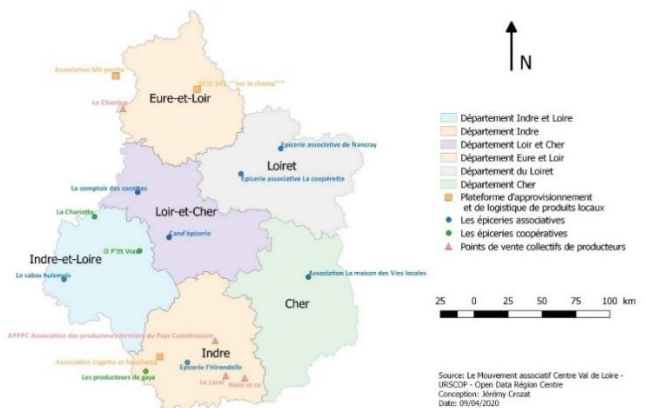 N
Association MG perche
SCIC SAS """Sur le champ"""
Le Chardon
Eure-et-Loir
Epicerie associative de Nancray
Loiret
Epicerie associative La coopérette
Le comptoir des cocottes
La Chariette
Loir-et-Cher
Cand'épicerie
O P'tit Vrac
Indre-et-Loire
Le cabas huismois
Association La maison des Vies locales
Cher
APFPC Association des producteurs fermiers du Pays Castelroussin
Indre
Association Cagette et fourchette
Epicerie l'Hirondelle
Les producteurs de gaya
Le Local
Département Indre et Loire
Département Indre
Département Loir et Cher
Département Eure et Loir
Département du Loiret
Département Cher
Plateforme d'approvisionnement
et de logistique de produits locaux
Les épiceries associatives
Les épiceries coopératives
Points de vente collectifs de producteurs
25 0 25 50 75 100 km
Source: Le Mouvement associatif Centre Val de Loire -
URSCOP - Open Data Région Centre
Conception: Jérémy Crozat
Date: 09/04/2020